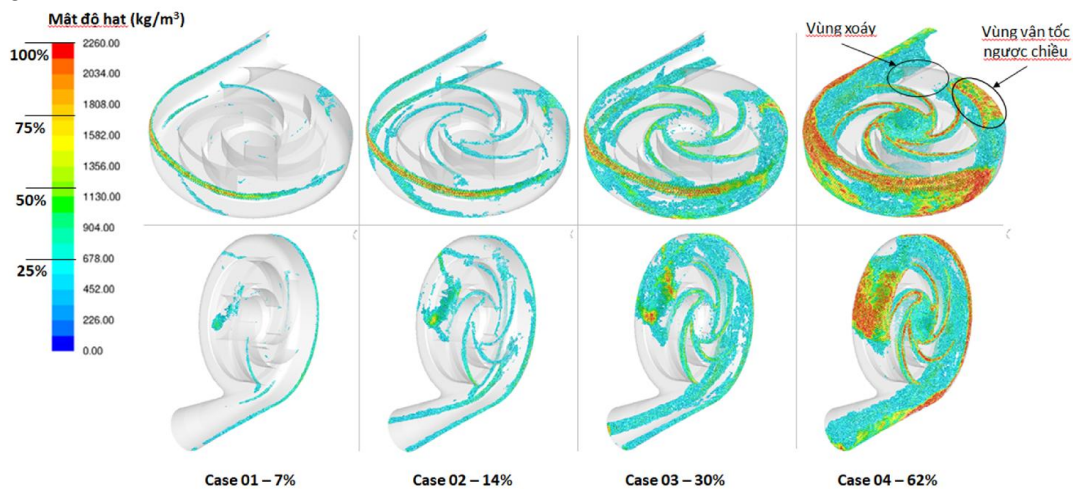 Mật độ hạt (kg/m³)
100%
75%
50%
25%
2260.00
2034.00
1808.00
1582.00
1356.00
1130.00
904.00
678.00
452.00
226.00
0.00
Vùng xoáy
Vùng vận tốc
ngược chiều
Case 01 – 7%
Case 02 – 14%
Case 03 – 30%
Case 04 – 62%